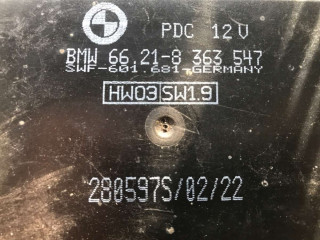 PDC 12V
BMW 66.21-8 363 547
SWF-601.681-GERMANY
HW03 SW1.9
280597S/02/22